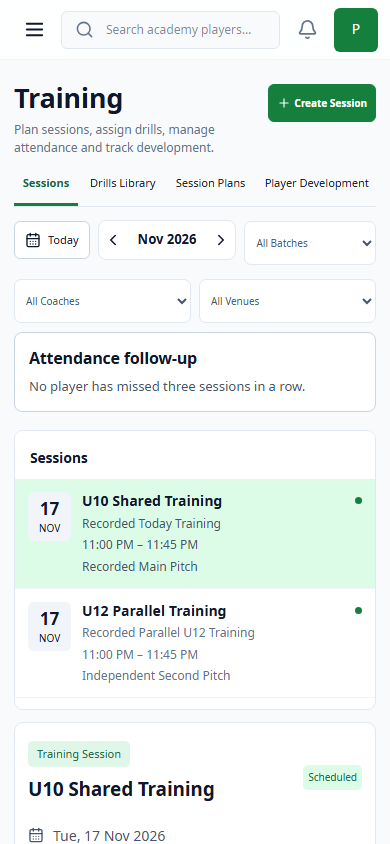 Search academy players...
P
Training
+ Create Session
Plan sessions, assign drills, manage
attendance and track development.
Sessions
Drills Library
Session Plans
Player Development
Today
Nov 2026
All Batches
All Coaches
All Venues
Attendance follow-up
No player has missed three sessions in a row.
Sessions
17
NOV
U10 Shared Training
Recorded Today Training
11:00 PM – 11:45 PM
Recorded Main Pitch
17
NOV
U12 Parallel Training
Recorded Parallel U12 Training
11:00 PM – 11:45 PM
Independent Second Pitch
Training Session
U10 Shared Training
Scheduled
Tue, 17 Nov 2026